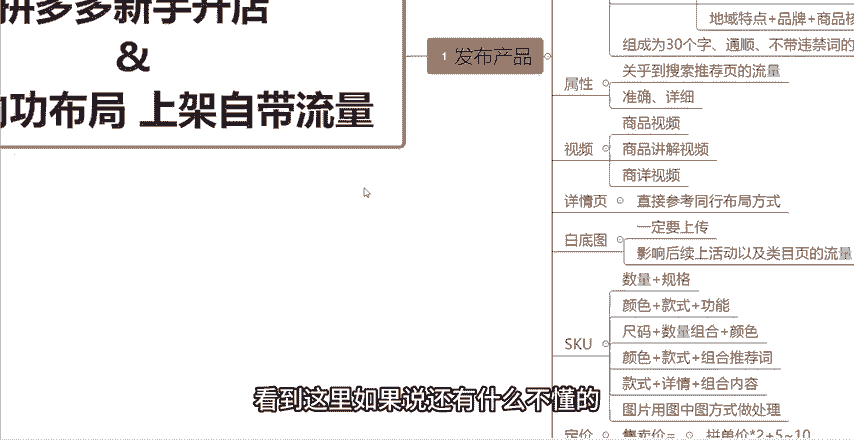 拼多多新手开店
&
功布局 上架自带流量
1 发布产品
地域特点+品牌+商品核
组成为30个字、通顺、不带违禁词的
属性
关乎到搜索推荐页的流量
准确、详细
视频
商品视频
商品讲解视频
商详视频
详情页
直接参考同行布局方式
白底图
一定要上传
影响后续上活动以及类目页的流量
SKU
数量+规格
颜色+款式+功能
尺码+数量组合+颜色
颜色+款式+组合推荐词
款式+详情+组合内容
图片用图中图方式做处理
定价
售卖价=
拼单价*2+5~10
看到这里如果说还有什么不懂的